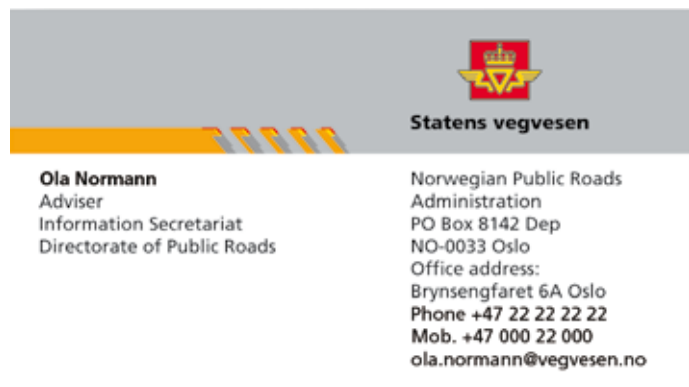 Statens vegvesen
Ola Normann
Adviser
Information Secretariat
Directorate of Public Roads
Norwegian Public Roads
Administration
PO Box 8142 Dep
NO-0033 Oslo
Office address:
Brynsengfaret 6A Oslo
Phone +47 22 22 22 22
Mob. +47 000 22 000
ola.normann@vegvesen.no